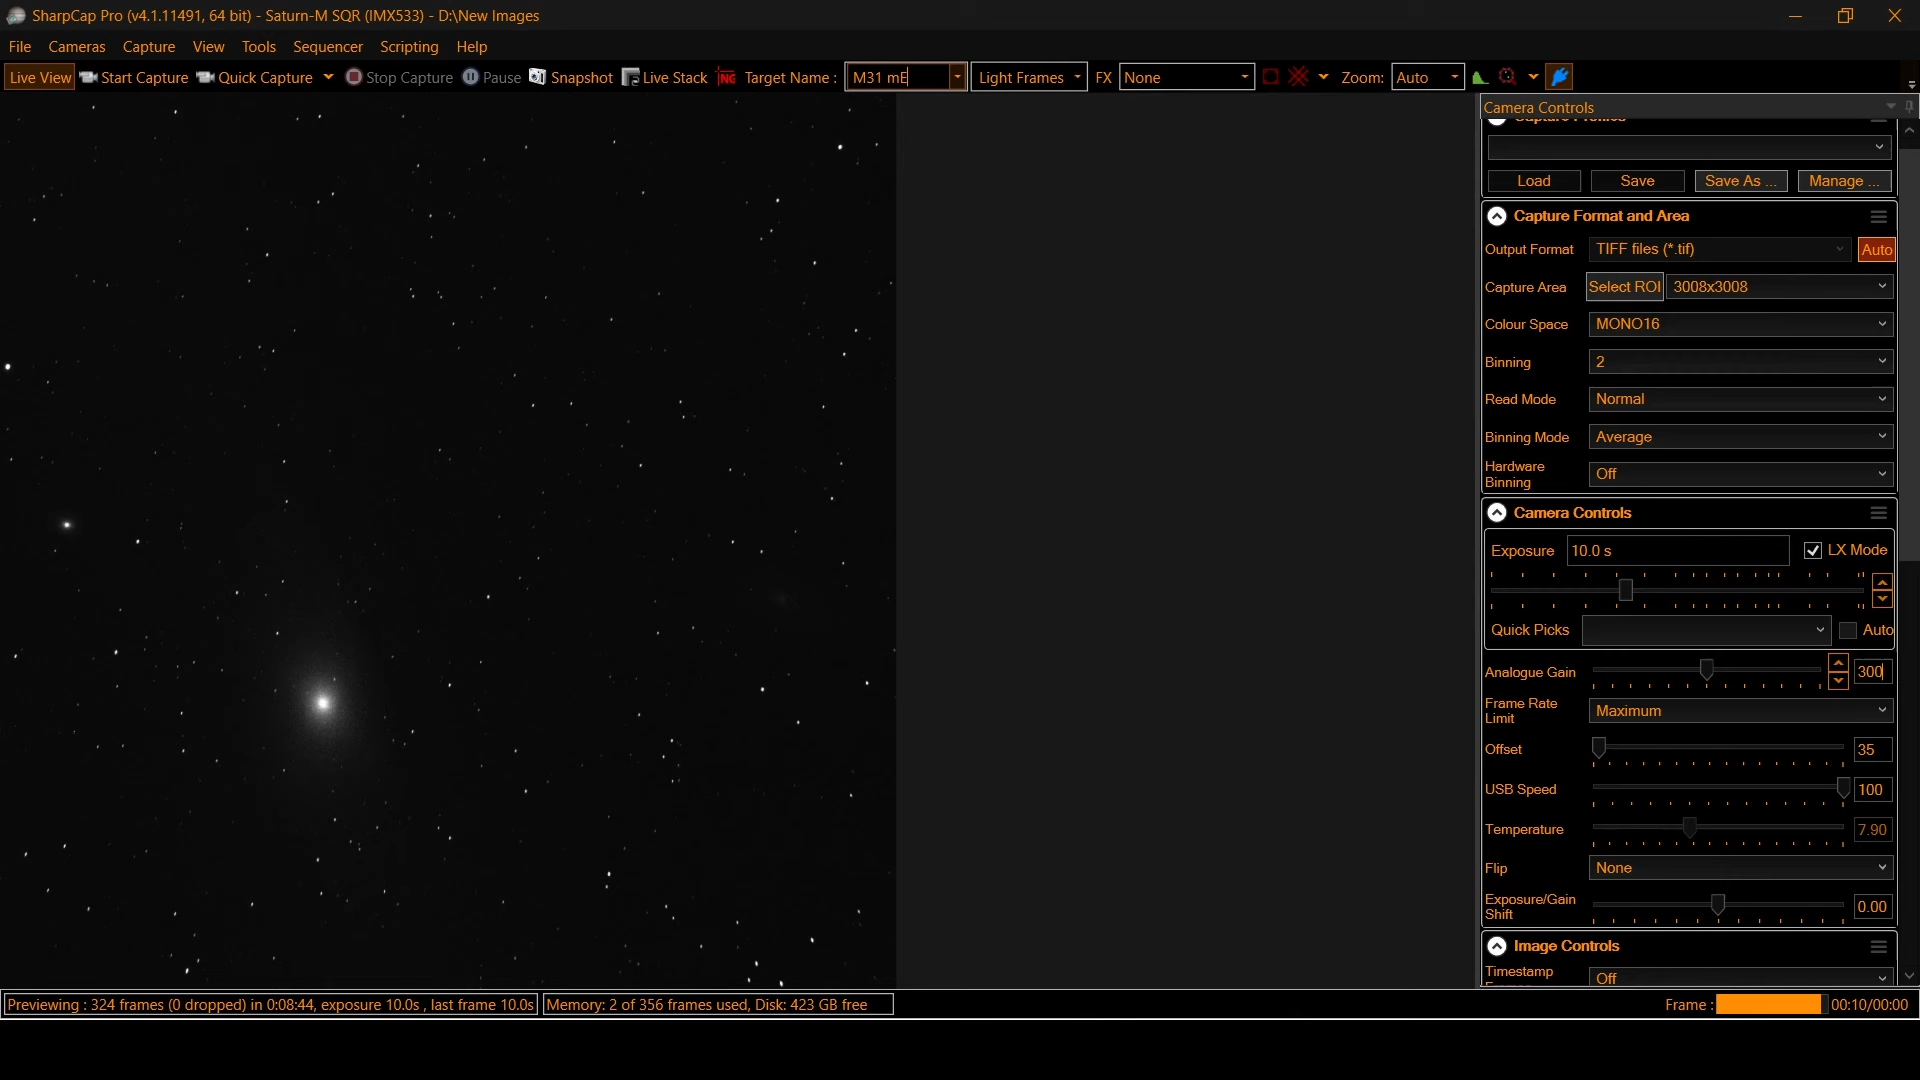 SharpCap Pro (v4.1.11491, 64 bit) - Saturn-M SQR (IMX533) - D:\New Images
File Cameras Capture View Tools Sequencer Scripting Help
Live View Start Capture Quick Capture Stop Capture Pause Snapshot Live Stack NG Target Name : M31 mE Light Frames FX None Zoom: Auto
Camera Controls
Capture Profiles
Load Save Save As ... Manage ...
Capture Format and Area
Output Format TIFF files (*.tif) Auto
Capture Area Select ROI 3008x3008
Colour Space MONO16
Binning 2
Read Mode Normal
Binning Mode Average
Hardware
Binning Off
Camera Controls
Exposure 10.0 s LX Mode
Quick Picks Auto
Analogue Gain 300
Frame Rate
Limit Maximum
Offset 35
USB Speed 100
Temperature 7.90
Flip None
Exposure/Gain
Shift 0.00
Image Controls
Timestamp
Off
Previewing : 324 frames (0 dropped) in 0:08:44, exposure 10.0s , last frame 10.0s Memory: 2 of 356 frames used, Disk: 423 GB free Frame : 00:10/00:00